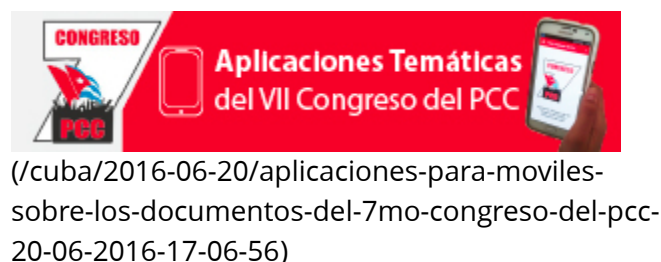 CONGRESO
7
PCC
Aplicaciones Temáticas
del VII Congreso del PCC
(/cuba/2016-06-20/aplicaciones-para-moviles-
sobre-los-documentos-del-7mo-congreso-del-pcc-
20-06-2016-17-06-56)